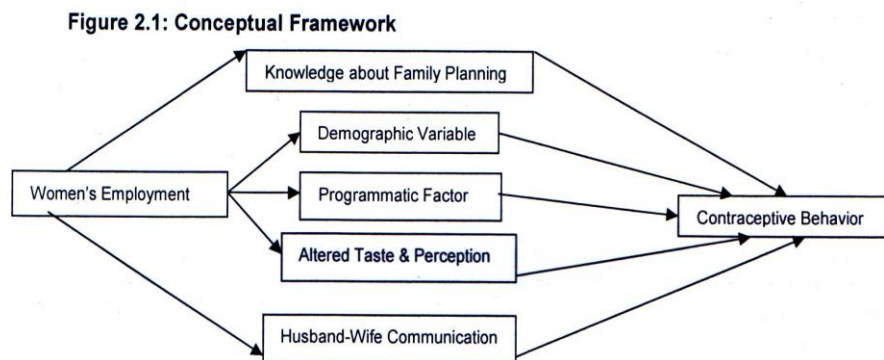 Figure 2.1: Conceptual Framework
Knowledge about Family Planning
Demographic Variable
Women's Employment
Programmatic Factor
Contraceptive Behavior
Altered Taste & Perception
Husband-Wife Communication